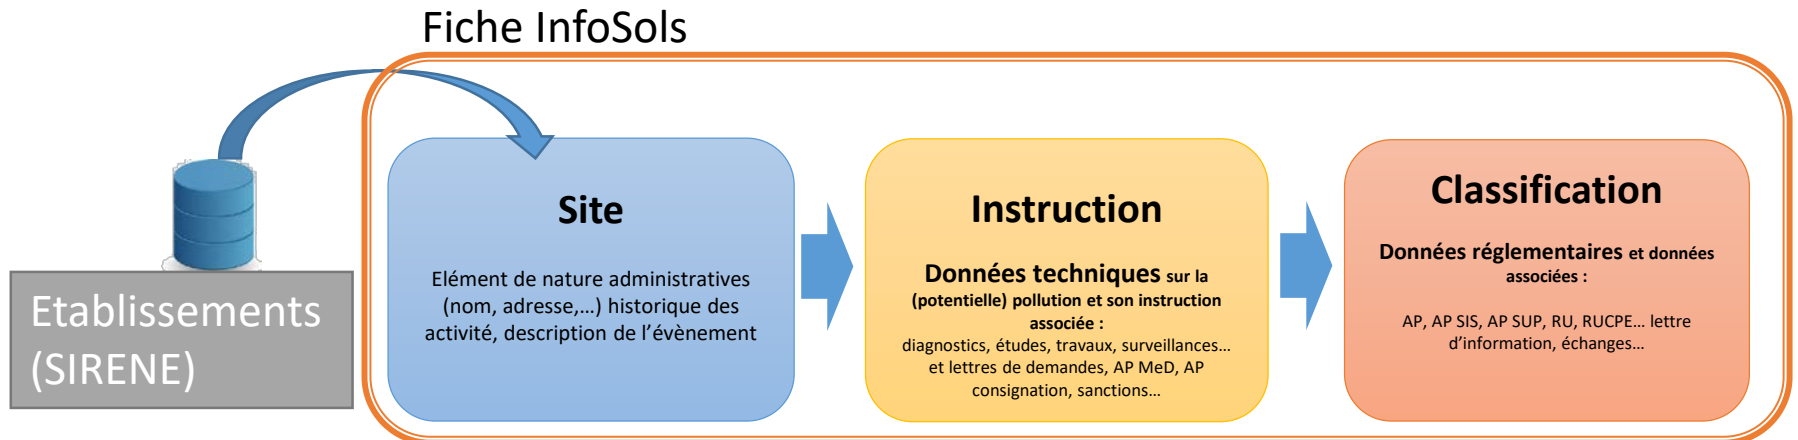 Fiche InfoSols
Etablissements
(SIRENE)
Site
Elément de nature administratives
(nom, adresse,…) historique des
activité, description de l’évènement
Instruction
Données techniques sur la
(potentielle) pollution et son instruction
associée :
diagnostics, études, travaux, surveillances…
et lettres de demandes, AP MeD, AP
consignation, sanctions…
Classification
Données réglementaires et données
associées :
AP, AP SIS, AP SUP, RU, RUCPE… lettre
d’information, échanges…